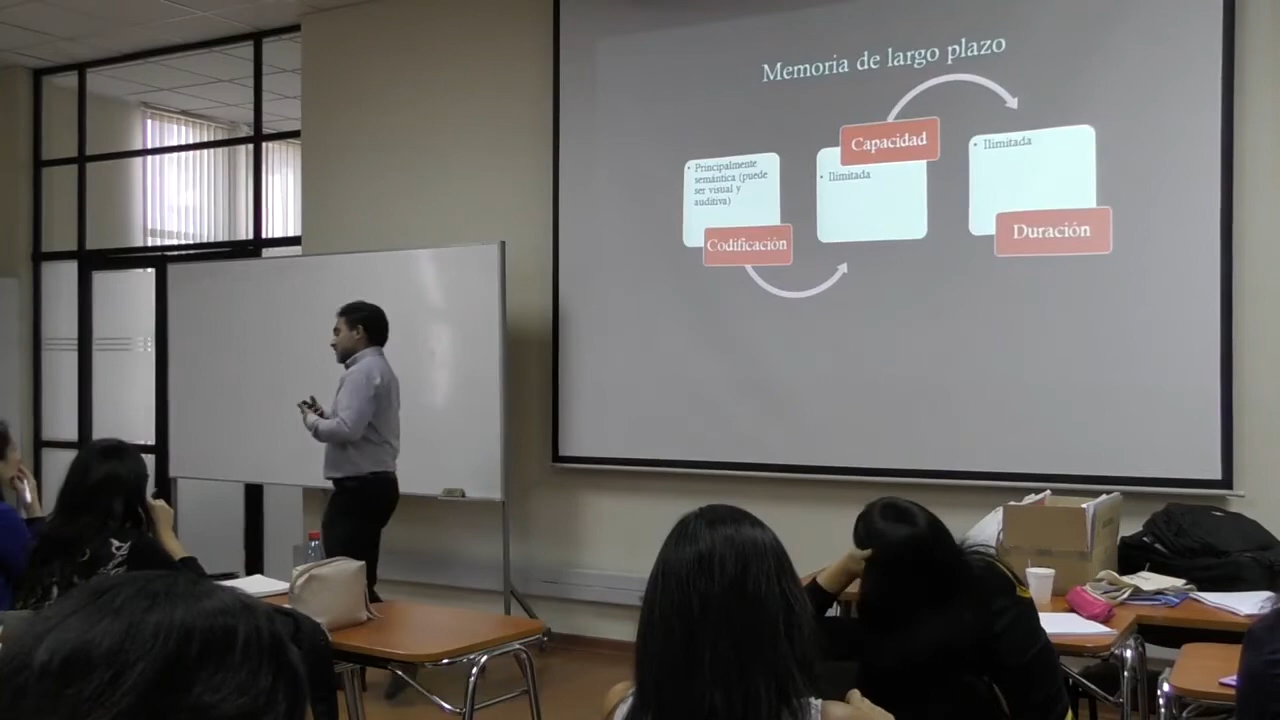 Memoria de largo plazo
• Principalmente
semántica (puede
ser visual y
auditiva)
Codificación
Capacidad
• Ilimitada
• Ilimitada
Duración